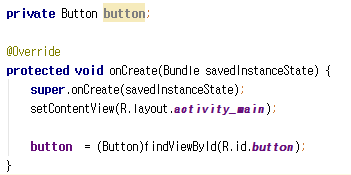 private Button button;
@Override
protected void onCreate(Bundle savedInstanceState) {
super.onCreate(savedInstanceState);
setContentView(R.layout.activity_main);
button = (Button)findViewById(R.id.button);
}